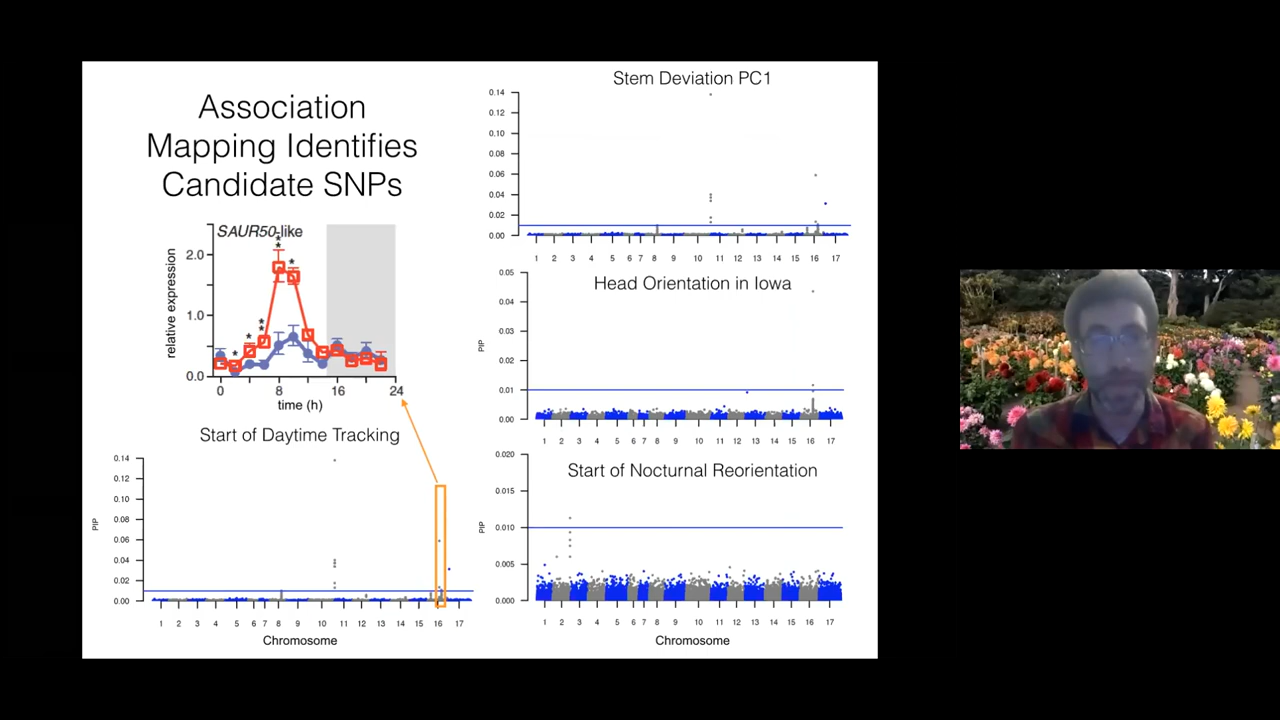 Association
Mapping Identifies
Candidate SNPs
SAUR50-like
**
*
*
**
*
relative expression
2.0
1.0
0.0
0 8 16 24
time (h)
Start of Daytime Tracking
PIP
0.14
0.12
0.10
0.08
0.06
0.04
0.02
0.00
1 2 3 4 5 6 7 8 9 10 11 12 13 14 15 16 17
Chromosome
Stem Deviation PC1
0.14
0.12
0.10
0.08
0.06
0.04
0.02
0.00
1 2 3 4 5 6 7 8 9 10 11 12 13 14 15 16 17
Head Orientation in Iowa
PIP
0.05
0.04
0.03
0.02
0.01
0.00
1 2 3 4 5 6 7 8 9 10 11 12 13 14 15 16 17
Start of Nocturnal Reorientation
PIP
0.020
0.015
0.010
0.005
0.000
1 2 3 4 5 6 7 8 9 10 11 12 13 14 15 16 17
Chromosome